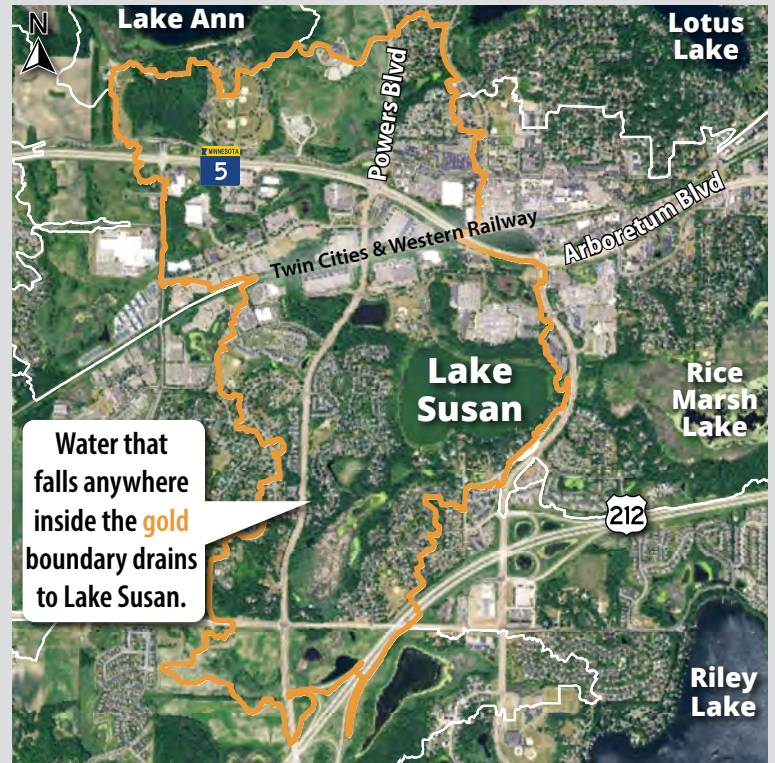 N
Lake Ann
Lotus
Lake
Powers Blvd
MINNESOTA
5
Twin Cities & Western Railway
Arboretum Blvd
Lake
Susan
Rice
Marsh
Lake
Water that
falls anywhere
inside the gold
boundary drains
to Lake Susan.
212
Riley
Lake